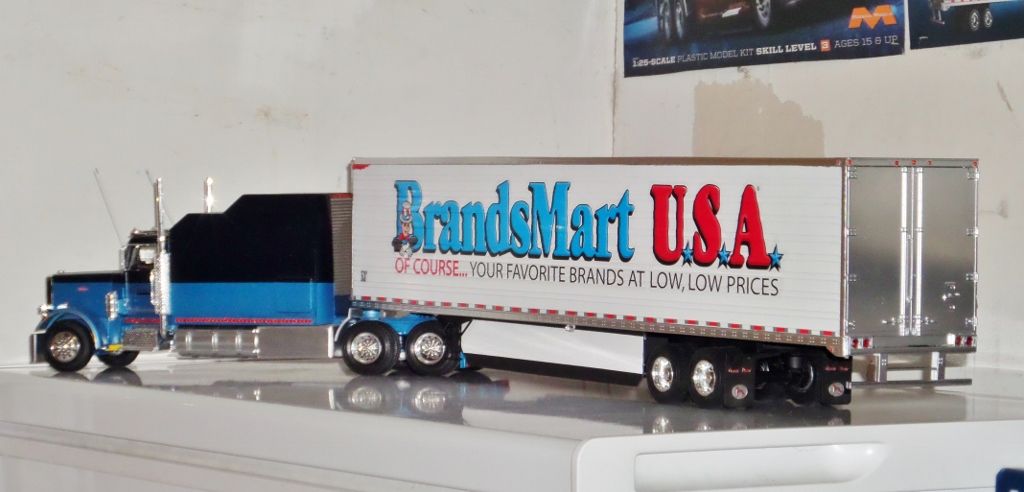 1:25-SCALE PLASTIC MODEL KIT SKILL LEVEL 3 AGES 15 & UP
BrandsMart U.S.A.
OF COURSE... YOUR FAVORITE BRANDS AT LOW, LOW PRICES